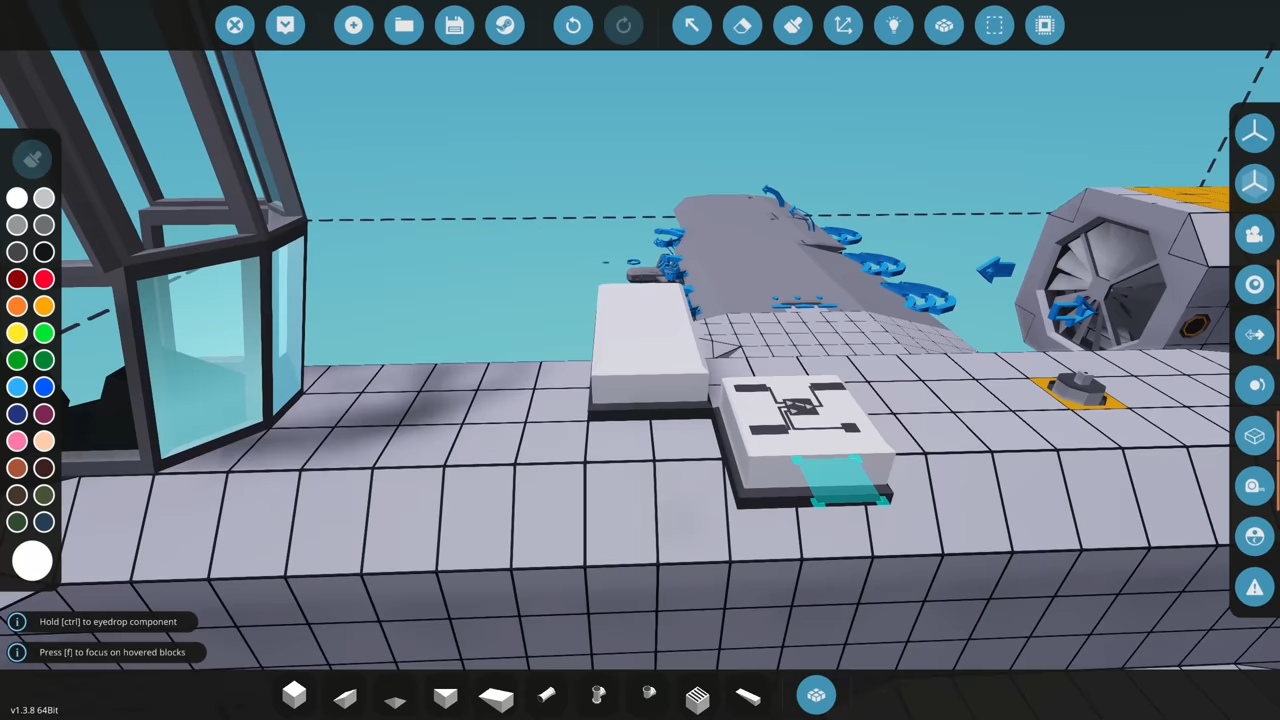 Hold [ctrl] to eyedrop component
Press [f] to focus on hovered blocks
v1.3.8 64Bit